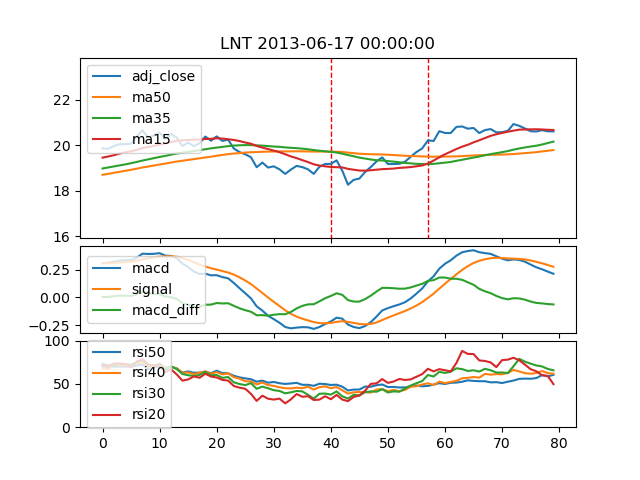 LNT 2013-06-17 00:00:00
adj_close
ma50
ma35
ma15
22
20
18
16
macd
signal
macd_diff
0.25
0.00
−0.25
rsi50
rsi40
rsi30
rsi20
100
50
0
0 10 20 30 40 50 60 70 80